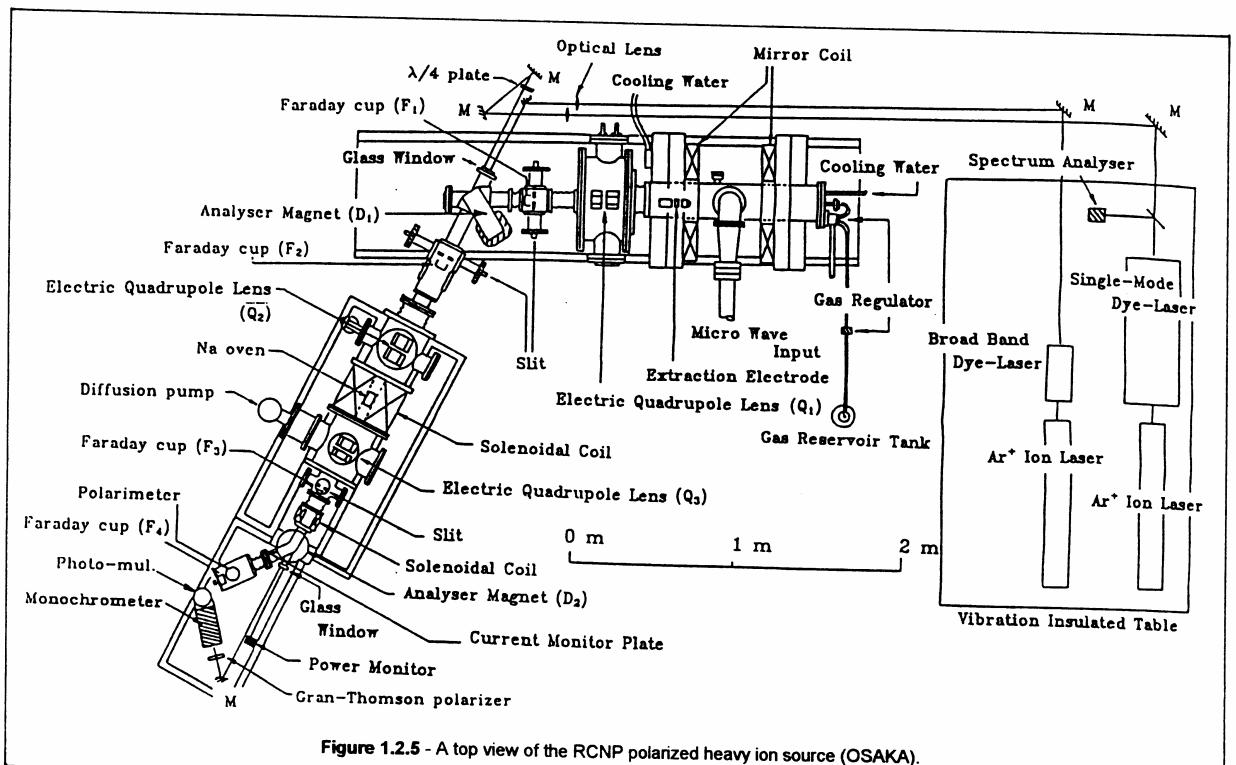 Optical Lens
Mirror Coil
λ/4 plate
M
Cooling Water
M
M
M
Faraday cup (F₁)
Glass Window
Spectrum Analyser
Cooling Water
Analyser Magnet (D₁)
Faraday cup (F₂)
Electric Quadrupole Lens
(Q₂)
Single-Mode
Dye-Laser
Gas Regulator
Micro Wave
Input
Slit
Broad Band
Dye-Laser
Na oven
Extraction Electrode
Diffusion pump
Electric Quadrupole Lens (Q₁)
Gas Reservoir Tank
Faraday cup (F₃)
Solenoidal Coil
Ar⁺ Ion Laser
Electric Quadrupole Lens (Q₃)
Ar⁺ Ion Laser
Polarimeter
Faraday cup (F₄)
Slit
0 m
1 m
2 m
Photo-mul.
Solenoidal Coil
Monochrometer
Analyser Magnet (D₂)
Glass
Window
Vibration Insulated Table
Current Monitor Plate
Power Monitor
M
Gran-Thomson polarizer
Figure 1.2.5 - A top view of the RCNP polarized heavy ion source (OSAKA).